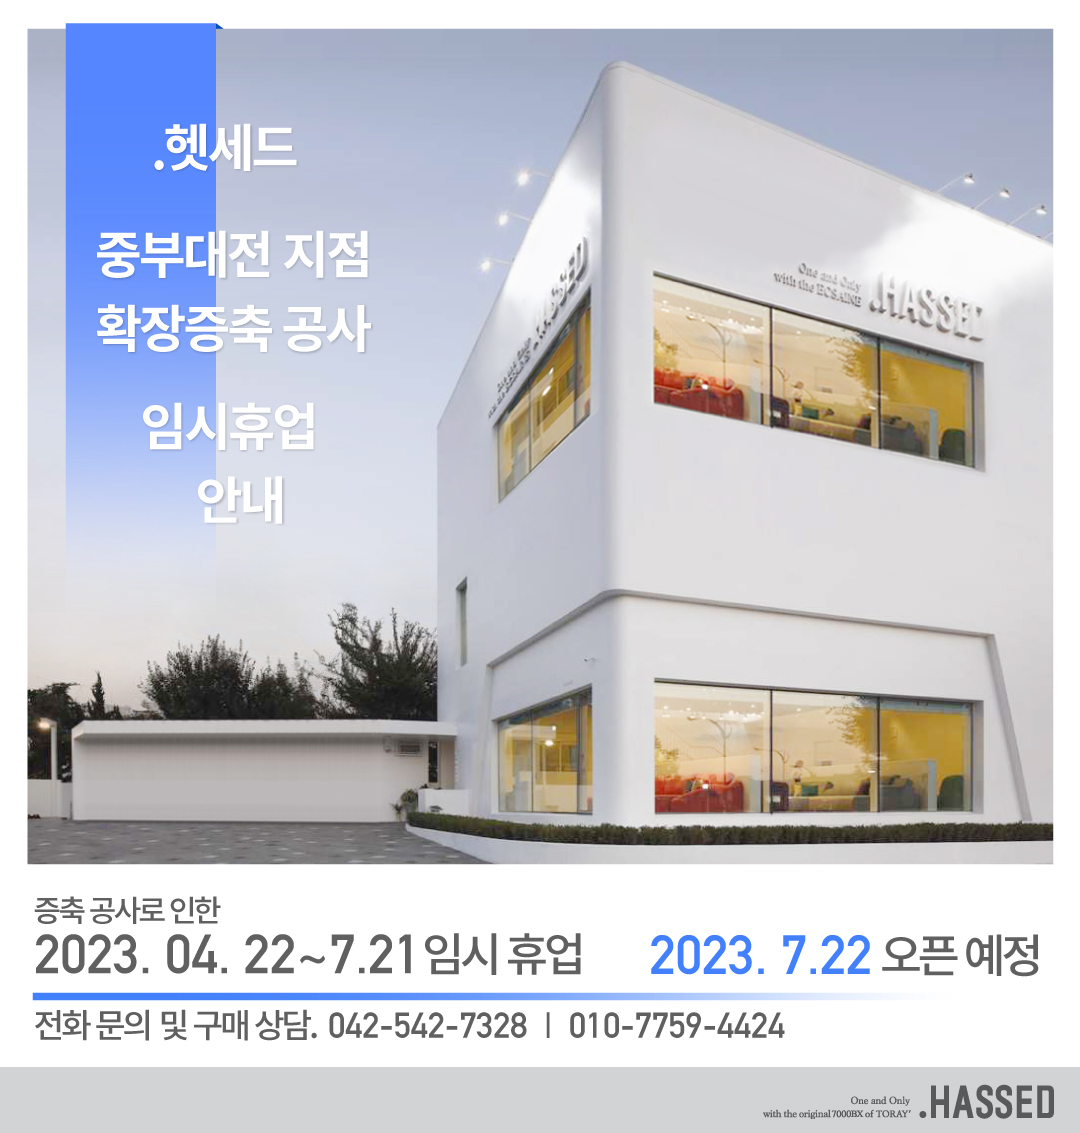 .헷세드
중부대전 지점
확장증축 공사
임시휴업
안내
.HASSED
One and Only
with the ECSAINE
.HASSED
증축 공사로 인한
2023. 04. 22~7.21 임시 휴업
2023. 7.22 오픈 예정
전화 문의 및 구매 상담. 042-542-7328 | 010-7759-4424
One and Only
with the original 7000BX of TORAY'
.HASSED